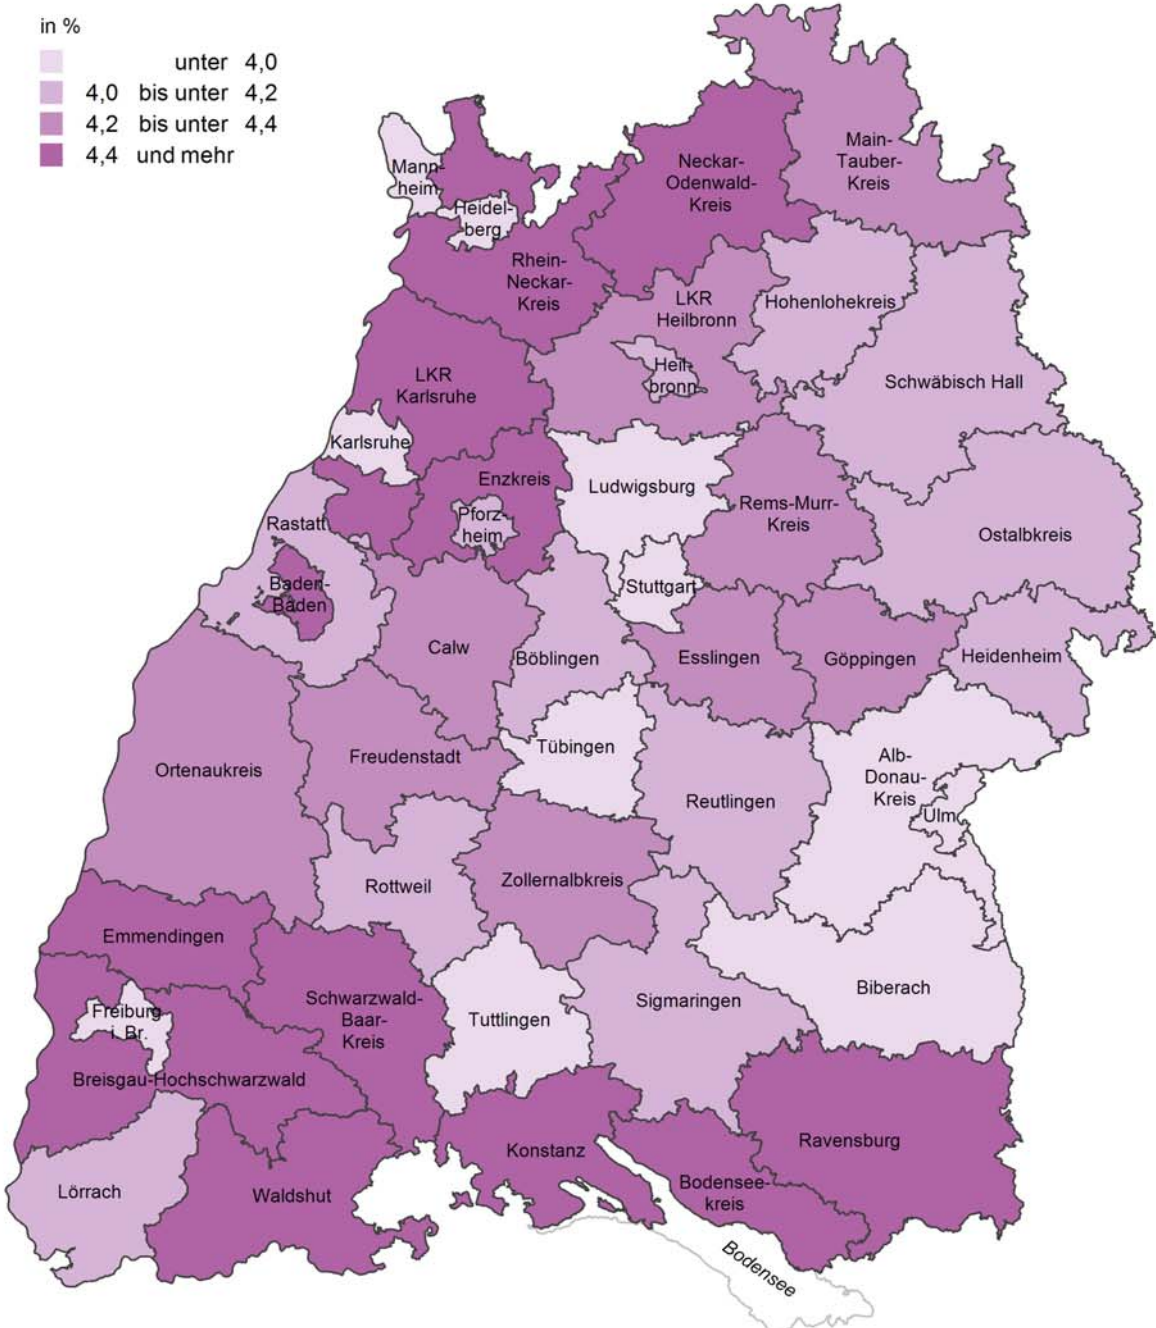 in %
unter 4,0
4,0 bis unter 4,2
4,2 bis unter 4,4
4,4 und mehr
Mann-
heim
Heidel-
berg
Neckar-
Odenwald-
Kreis
Main-
Tauber-
Kreis
Rhein-
Neckar-
Kreis
LKR
Heilbronn
Hohenlohekreis
Heil-
bronn
LKR
Karlsruhe
Schwäbisch Hall
Karlsruhe
Enzkreis
Ludwigsburg
Rems-Murr-
Kreis
Pforz-
heim
Rastatt
Ostalbkreis
Baden-
Baden
Stuttgart
Calw
Böblingen
Esslingen
Göppingen
Heidenheim
Ortenaukreis
Freudenstadt
Tübingen
Reutlingen
Alb-
Donau-
Kreis
Ulm
Rottweil
Zollernalbkreis
Emmendingen
Freiburg
i. Br.
Schwarzwald-
Baar-
Kreis
Tuttlingen
Sigmaringen
Biberach
Breisgau-Hochschwarzwald
Lörrach
Waldshut
Konstanz
Ravensburg
Bodensee-
kreis
Bodensee